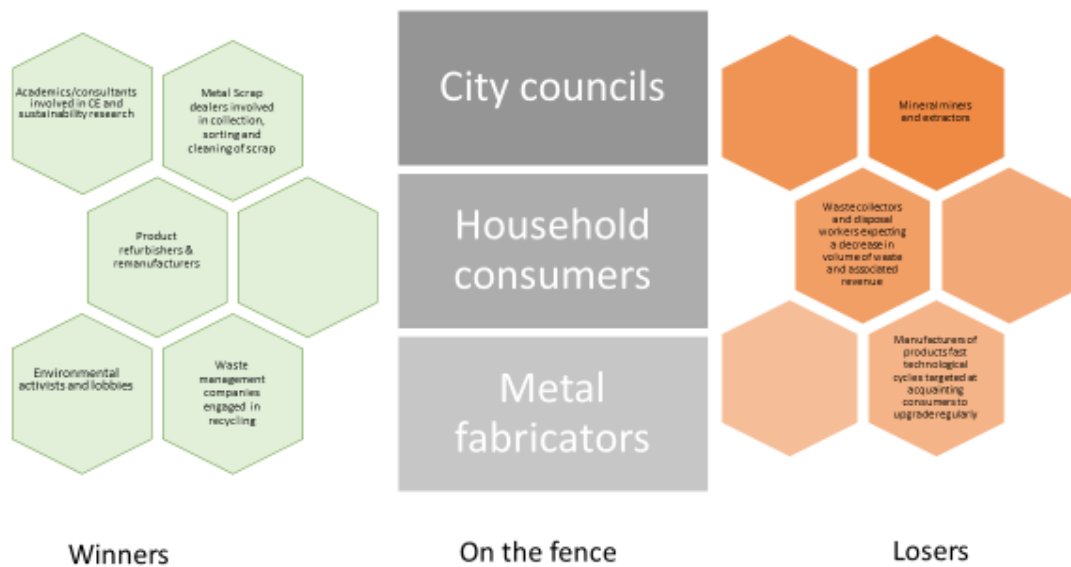 Academics/consultants
involved in CE and
sustainability research
Metal Scrap
dealers involved
in collection,
sorting and
cleaning of scrap
Product
refurbishers &
remanufacturers
Environmental
activists and lobbies
Waste
management
companies
engaged in
recycling
Winners
City councils
Household
consumers
Metal
fabricators
On the fence
Mineral miners
and extractors
Waste collectors
and disposal
workers expecting
a decrease in
volume of waste
and associated
revenue
Manufacturers of
products fast
technological
cycles targeted at
acquainting
consumers to
upgrade regularly
Losers